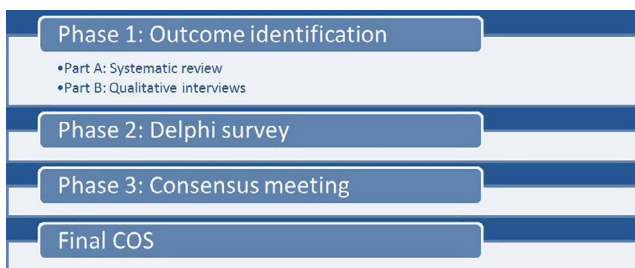 Phase 1: Outcome identification
•Part A: Systematic review
•Part B: Qualitative interviews
Phase 2: Delphi survey
Phase 3: Consensus meeting
Final COS